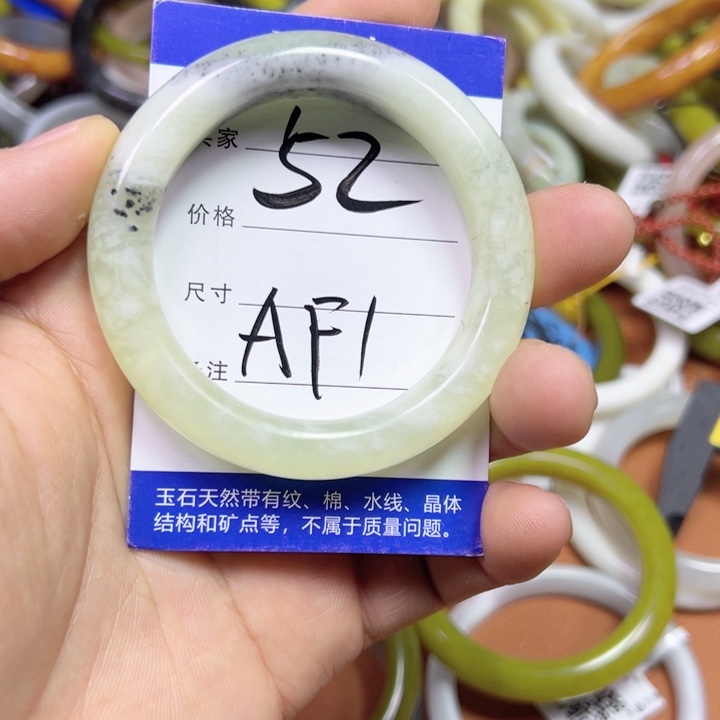 家 52
价格
尺寸
AF1
注
玉石天然带有纹、棉、水线、晶体
结构和矿点等，不属于质量问题。